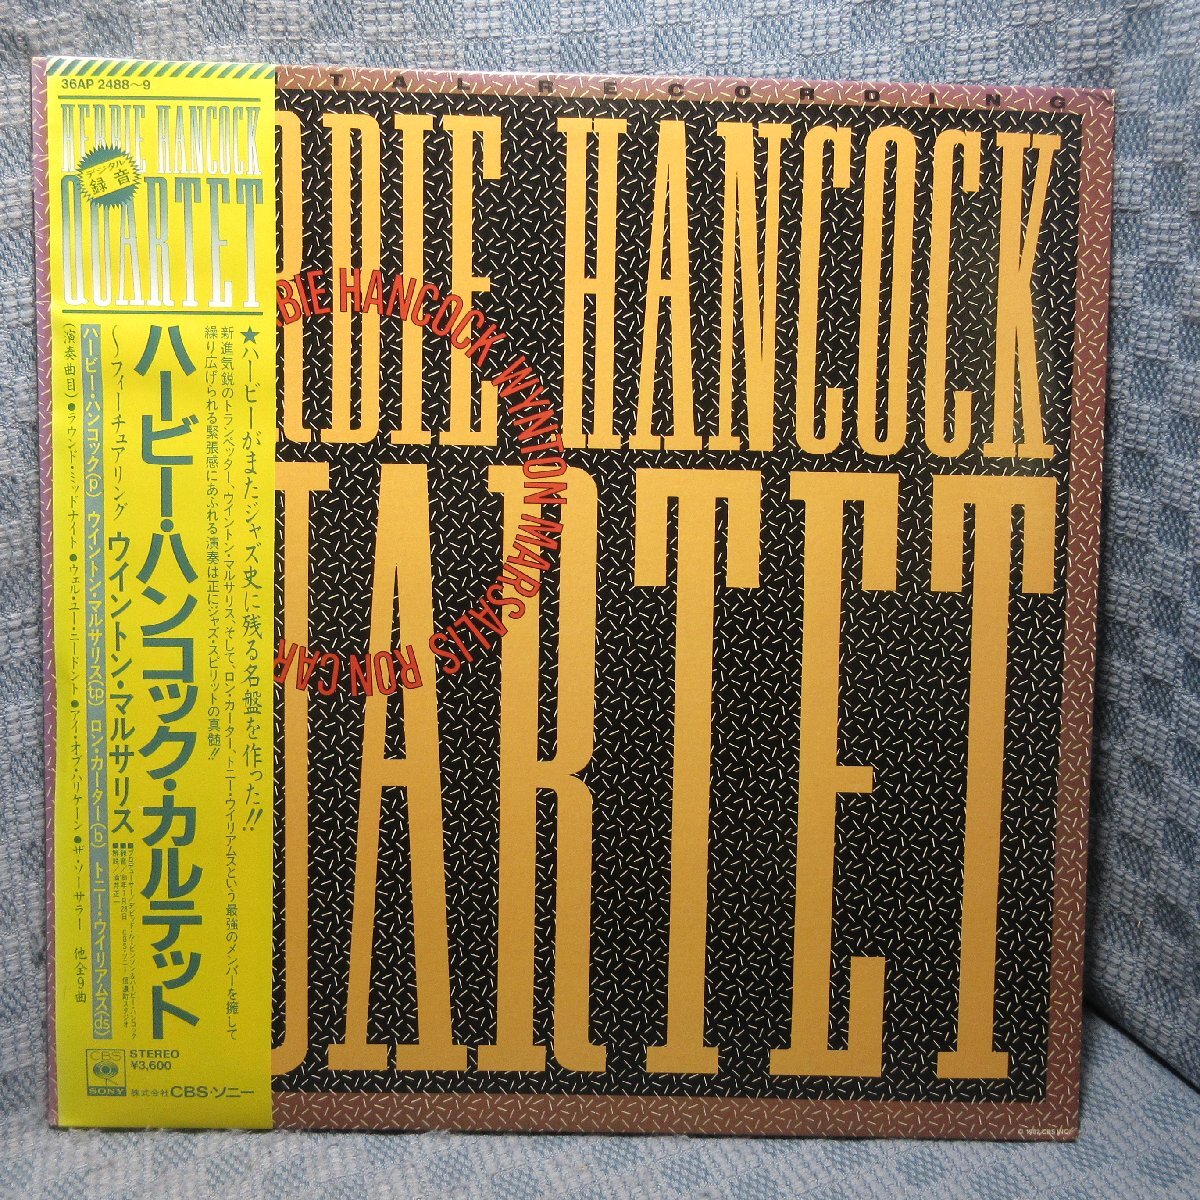 36AP 2488〜9
HERBIE HANCOCK
QUARTET
デジタル
録音
★ハービーがまたジャズ史に残る名盤を作った!!
新進気鋭のトランペッター、ウイントン・マルサリス、そして、ロン・カーター、トニー・ウイリアムスという最強のメンバーを擁して
繰り広げられる緊張感にあふれる演奏は正にジャズ・スピリットの真髄!!
ハービー・ハンコック・カルテット
〜フィーチュアリング ウイントン・マルサリス
ハービー・ハンコック(p) ウイントン・マルサリス(tp) ロン・カーター(b) トニー・ウイリアムス(ds)
(演奏曲目)●ラウンド・ミッドナイト●ウェル・ユー・ニードント●アイ・オブ・ハリケーン●ザ・ソーサラー 他全9曲
CBS
SONY
STEREO
¥3,600
株式会社CBS・ソニー
TAL RECORDING
RDIE HANCOCK
UARTET
BIE HANCOCK WYNTON MARSALIS RON CAR
© 1982 CBS INC.